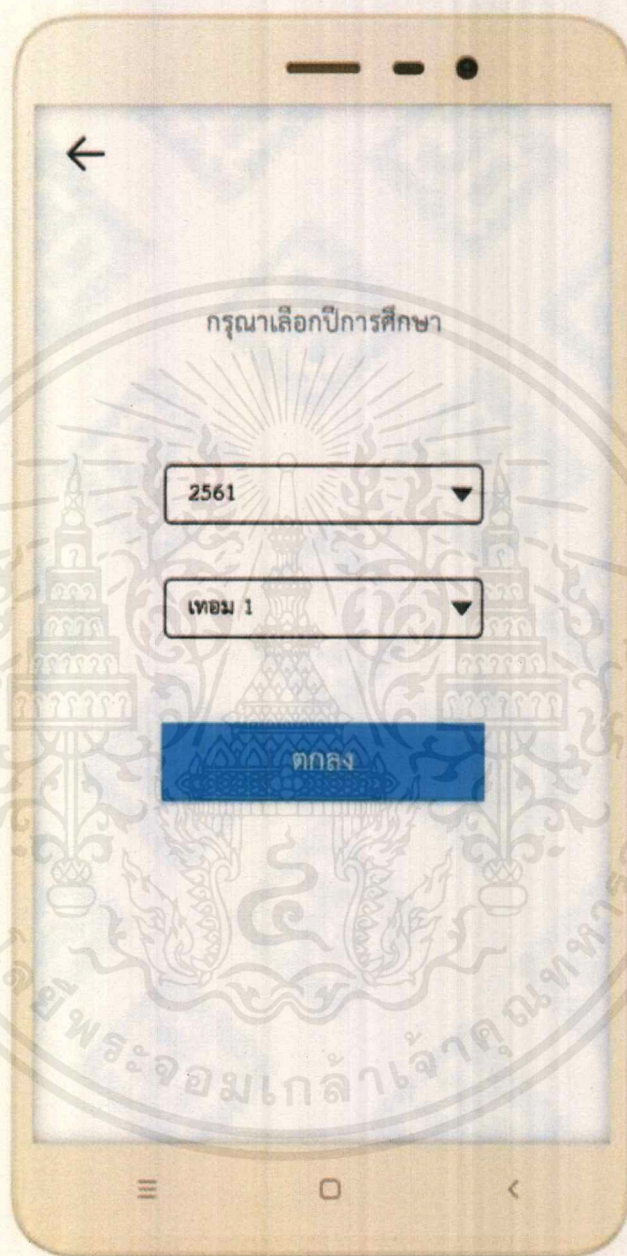 กรุณาเลือกปีการศึกษา
2561
เทอม 1
ตกลง
โลยีพระจอมเกล้าเจ้าคุณทหาร